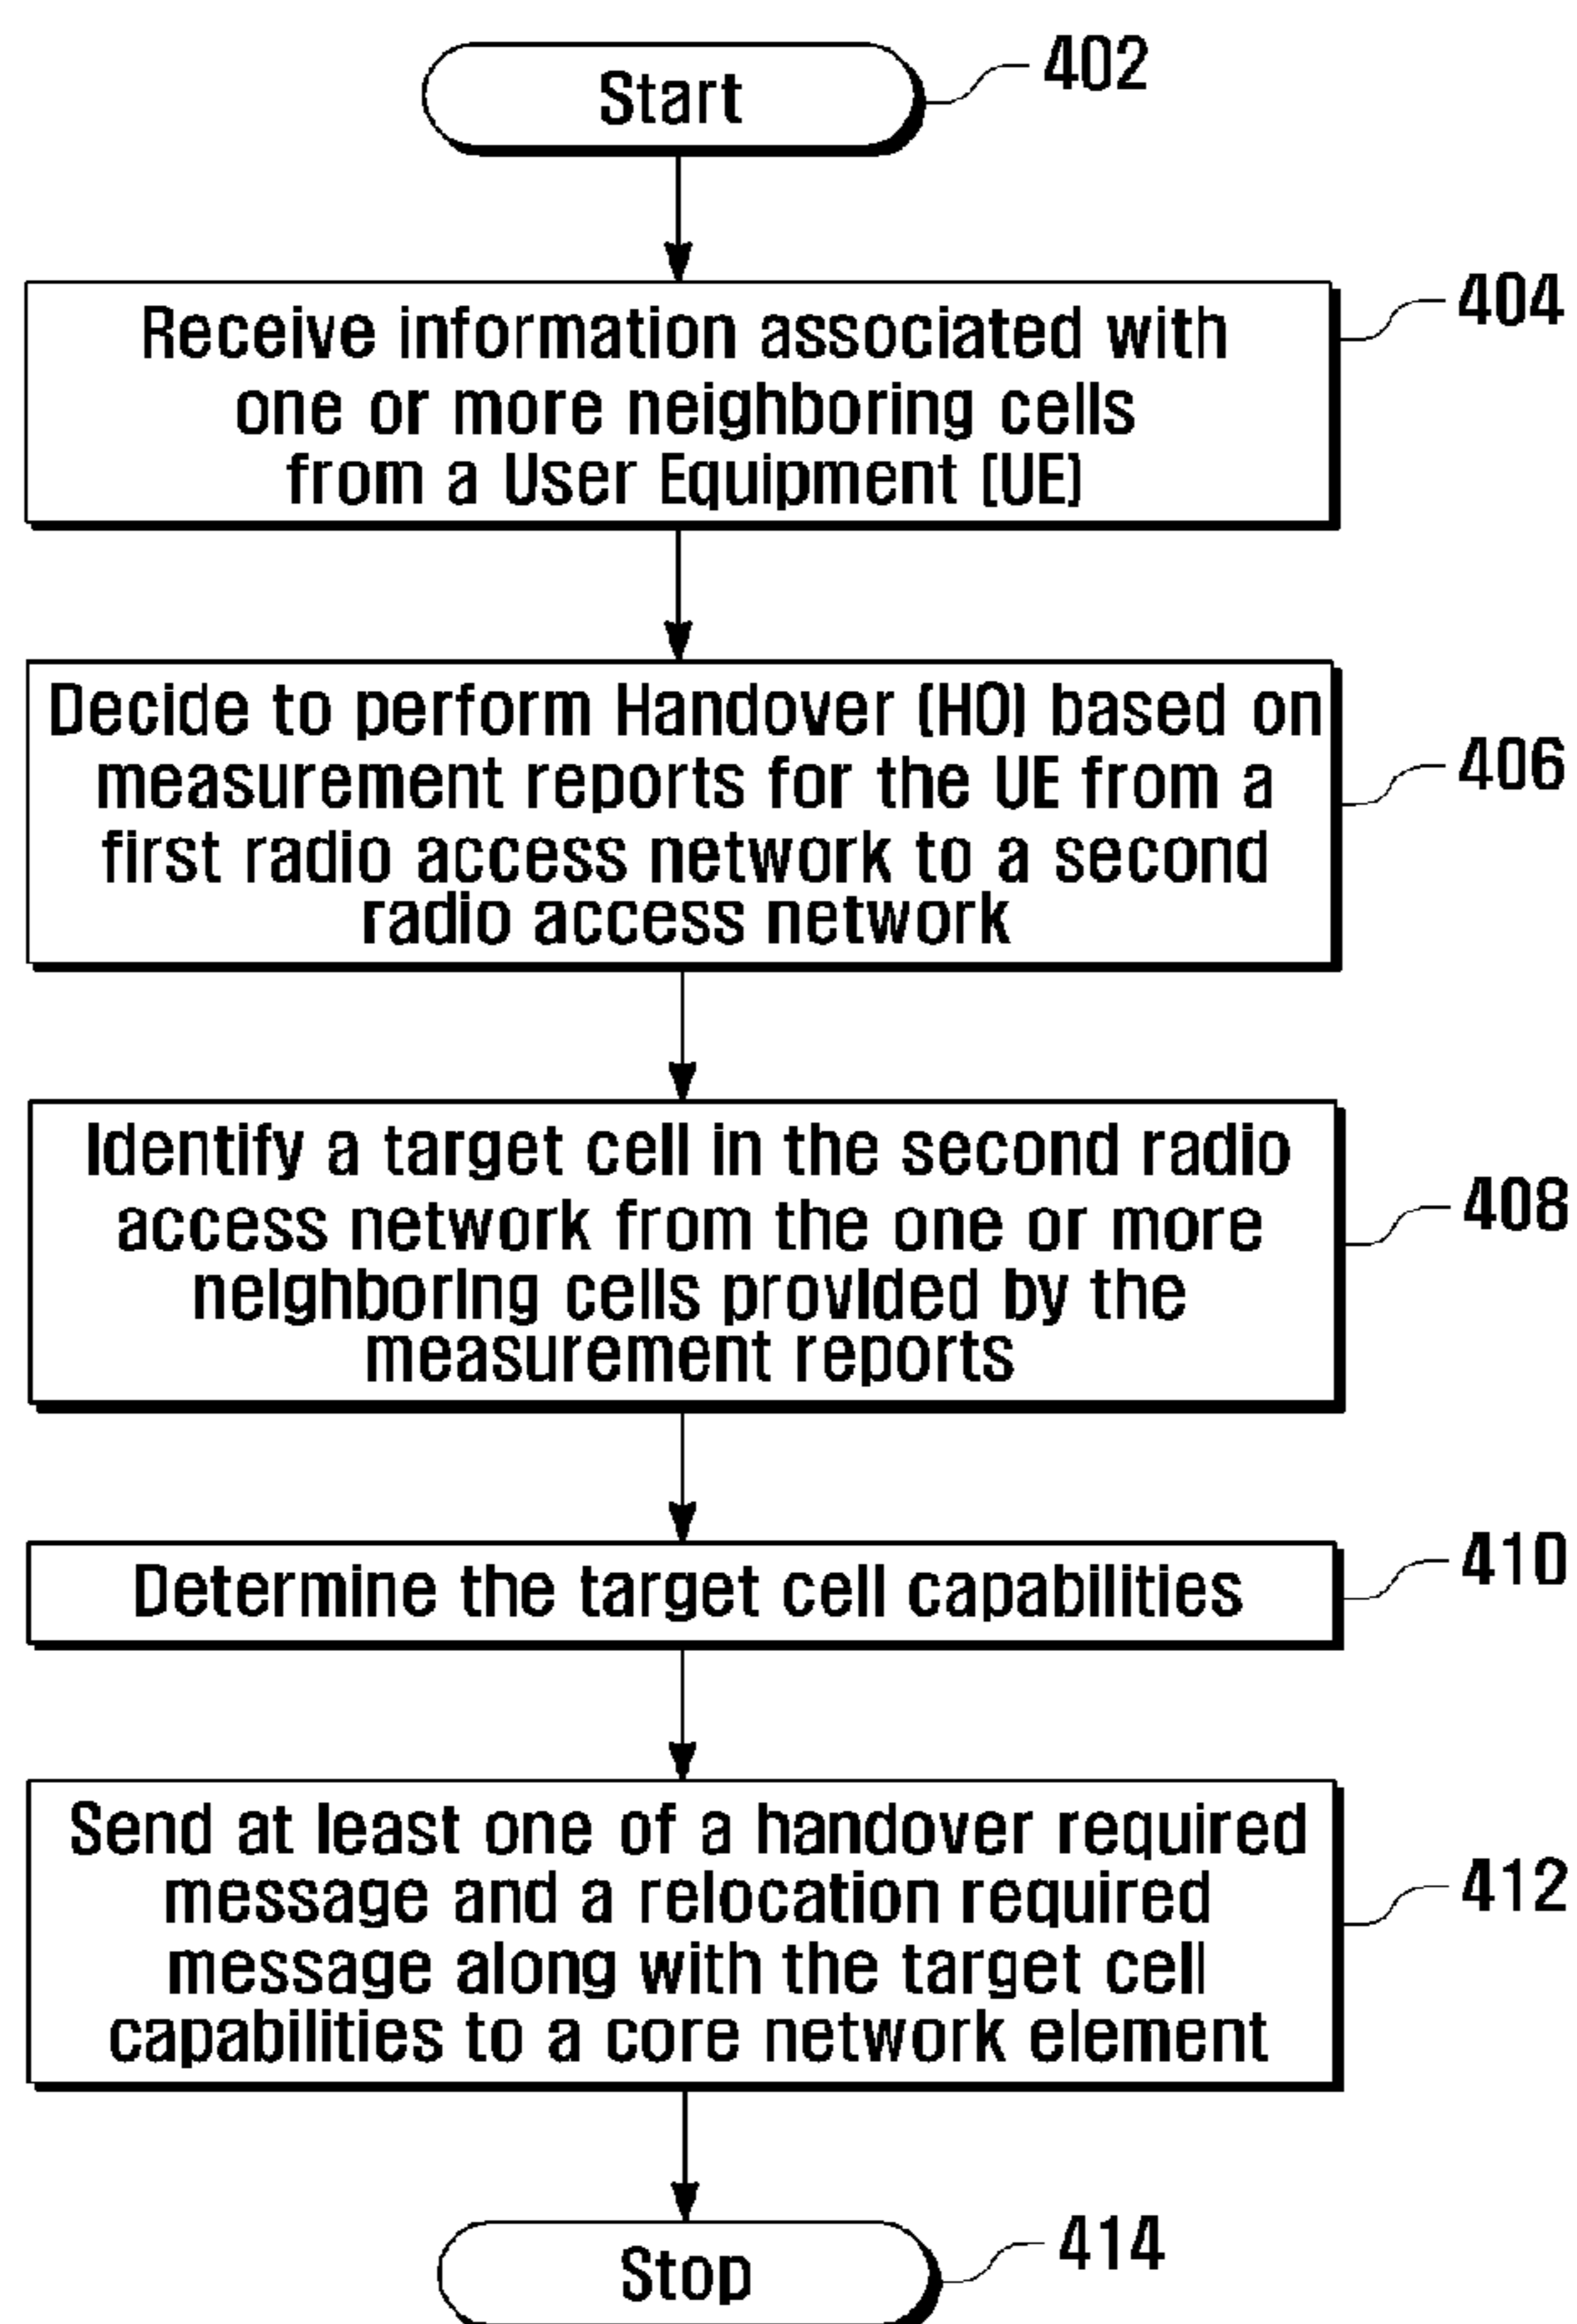 Start
402
Receive information associated with
one or more neighboring cells
from a User Equipment (UE)
404
Decide to perform Handover (HO) based on
measurement reports for the UE from a
first radio access network to a second
radio access network
406
Identify a target cell in the second radio
access network from the one or more
neighboring cells provided by the
measurement reports
408
Determine the target cell capabilities
410
Send at least one of a handover required
message and a relocation required
message along with the target cell
capabilities to a core network element
412
Stop
414